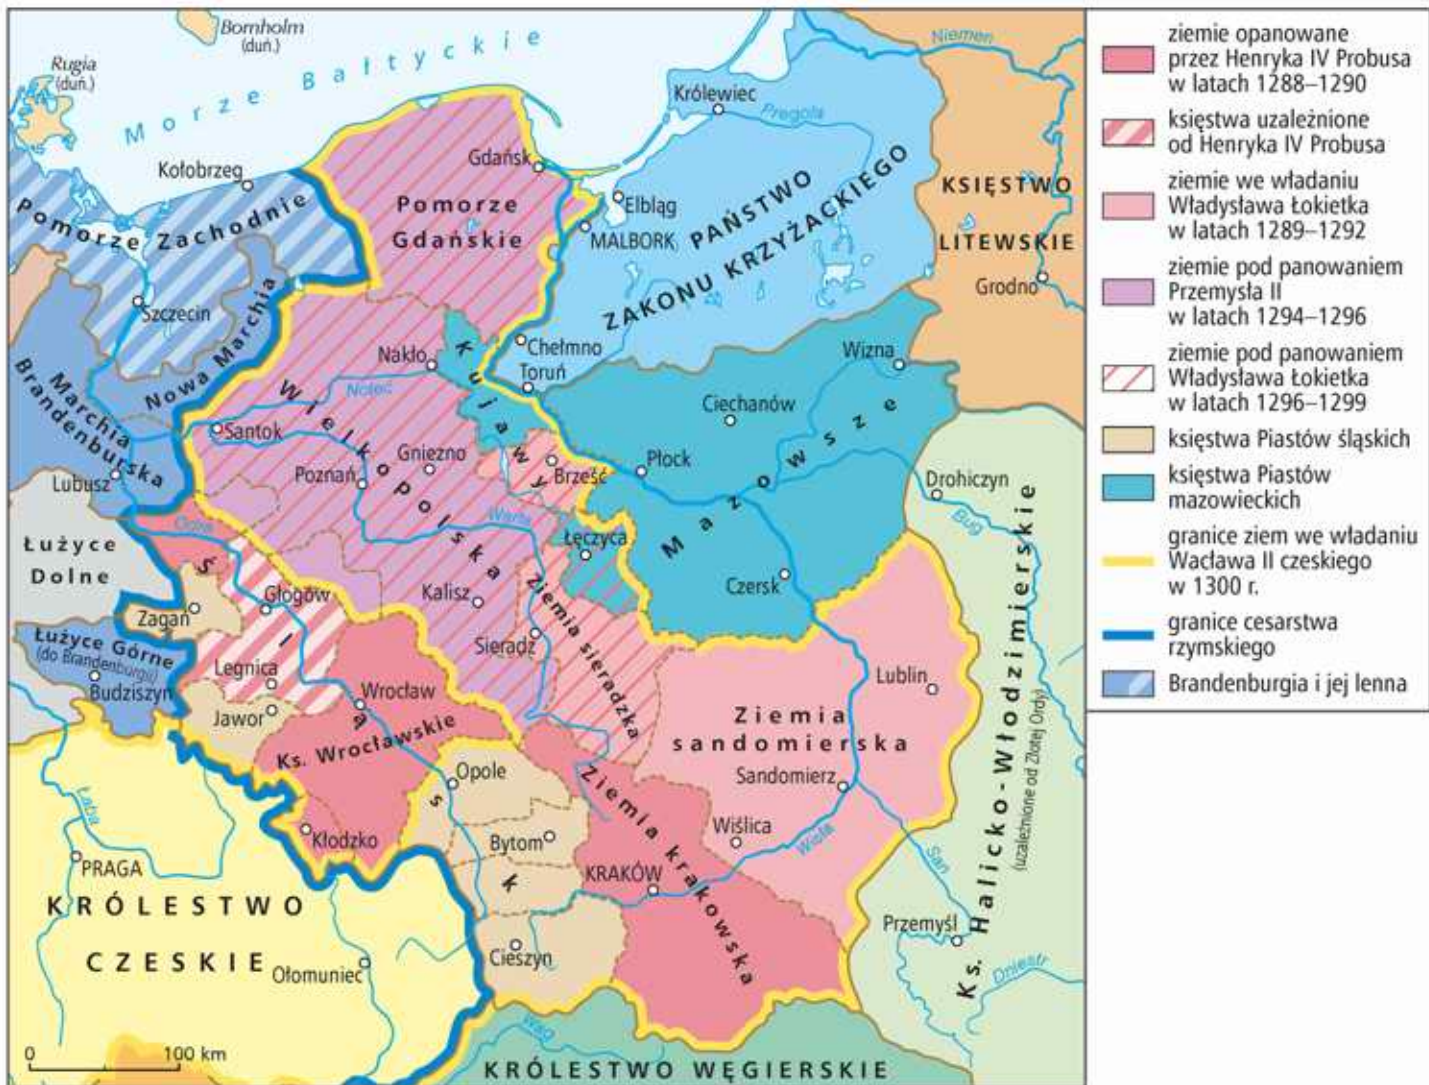 Bornholm
(duń.)
Rugia
(duń.)
Morze Bałtyckie
Niemen
Królewiec
Pregoła
Gdańsk
Kołobrzeg
Elbląg
MALBORK
PAŃSTWO
ZAKONU KRZYŻACKIEGO
KSIĘSTWO
LITEWSKIE
Grodno
Pomorze
Gdańskie
Pomorze Zachodnie
Szczecin
Nowa Marchia
Marchia
Brandenburska
Nakło
Noteć
Kujawy
Chełmno
Toruń
Wizna
Ciechanów
Wielkopolska
Santok
Gniezno
Poznań
Brześć
Płock
Mazowsze
Drohiczyn
Bug
Lubusz
Odra
Warta
Łęczyca
Czersk
Łużyce
Dolne
Śląsk
Głogów
Kalisz
Żagań
Sieradź
Ziemia sieradzka
Łużyce Górne
(do Brandenburgii)
Budziszyn
Legnica
Wrocław
Jawor
Ks. Wrocławskie
Lublin
Ziemia
sandomierska
Sandomierz
Ks. Halicko-Włodzimierskie
(uzależnione od Złotej Ordy)
Opole
Ziemia krakowska
Bytom
Wiślica
Wisła
San
Kłodzko
Łaba
PRAGA
KRAKÓW
KRÓLESTWO
CZESKIE
Ołomuniec
Cieszyn
Przemyśl
Dniestr
Wag
KRÓLESTWO WĘGIERSKIE
0 100 km
ziemie opanowane
przez Henryka IV Probusa
w latach 1288–1290
księstwa uzależnione
od Henryka IV Probusa
ziemie we władaniu
Władysława Łokietka
w latach 1289–1292
ziemie pod panowaniem
Przemysła II
w latach 1294–1296
ziemie pod panowaniem
Władysława Łokietka
w latach 1296–1299
księstwa Piastów śląskich
księstwa Piastów
mazowieckich
granice ziem we władaniu
Wacława II czeskiego
w 1300 r.
granice cesarstwa
rzymskiego
Brandenburgia i jej lenna